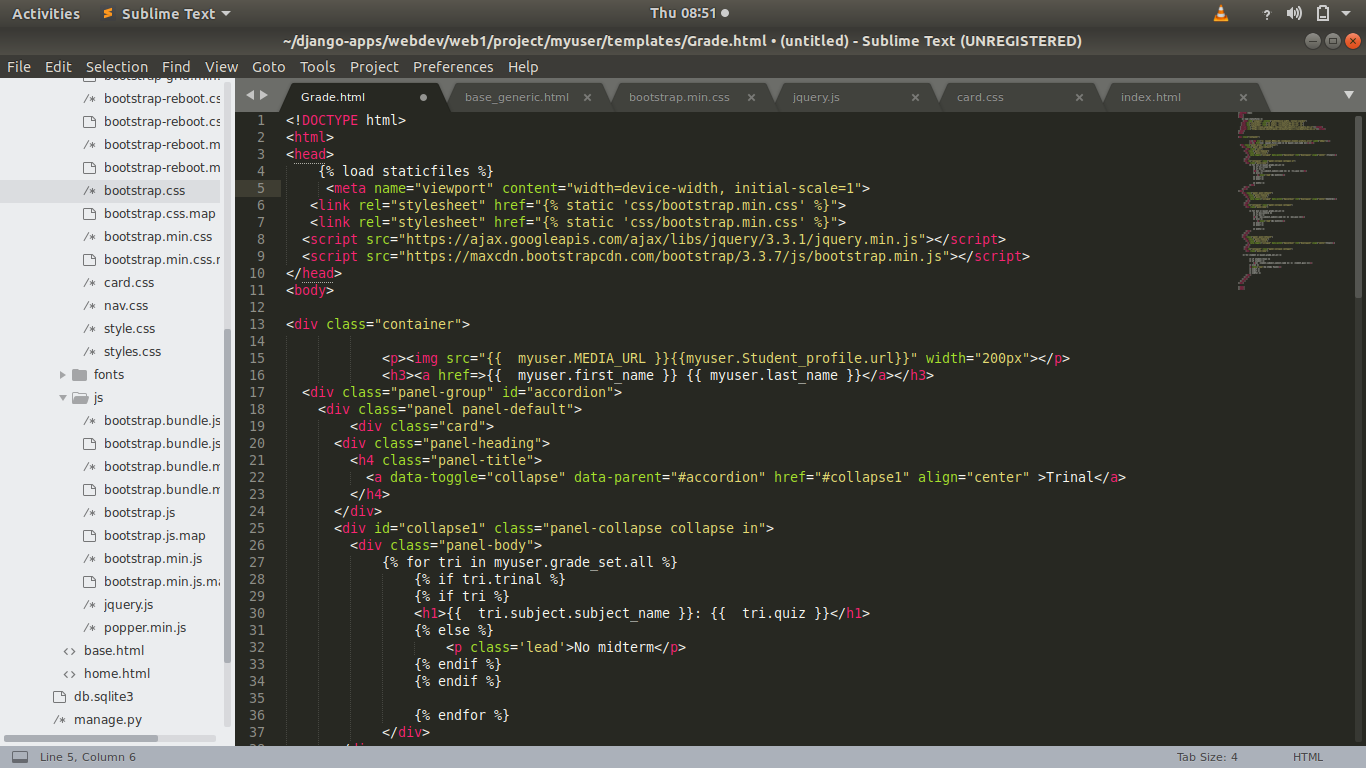 Activities
Sublime Text
Thu 08:51
~/django-apps/webdev/web1/project/myuser/templates/Grade.html • (untitled) - Sublime Text (UNREGISTERED)
File Edit Selection Find View Goto Tools Project Preferences Help
bootstrap-grid.min.
bootstrap-reboot.cs
bootstrap-reboot.cs
bootstrap-reboot.m
bootstrap-reboot.m
bootstrap.css
bootstrap.css.map
bootstrap.min.css
bootstrap.min.css.r
card.css
nav.css
style.css
styles.css
fonts
js
bootstrap.bundle.js
bootstrap.bundle.js
bootstrap.bundle.m
bootstrap.bundle.m
bootstrap.js
bootstrap.js.map
bootstrap.min.js
bootstrap.min.js.ma
jquery.js
popper.min.js
base.html
home.html
db.sqlite3
manage.py
Grade.html base_generic.html bootstrap.min.css jquery.js card.css index.html
1 <!DOCTYPE html>
2 <html>
3 <head>
4 {% load staticfiles %}
5 <meta name="viewport" content="width=device-width, initial-scale=1">
6 <link rel="stylesheet" href="{% static 'css/bootstrap.min.css' %}">
7 <link rel="stylesheet" href="{% static 'css/bootstrap.min.css' %}">
8 <script src="https://ajax.googleapis.com/ajax/libs/jquery/3.3.1/jquery.min.js"></script>
9 <script src="https://maxcdn.bootstrapcdn.com/bootstrap/3.3.7/js/bootstrap.min.js"></script>
10 </head>
11 <body>
12
13 <div class="container">
14
15 <p><img src="{{  myuser.MEDIA_URL }}{{myuser.Student_profile.url}}" width="200px"></p>
16 <h3><a href=>{{  myuser.first_name }} {{ myuser.last_name }}</a></h3>
17 <div class="panel-group" id="accordion">
18 <div class="panel panel-default">
19 <div class="card">
20 <div class="panel-heading">
21 <h4 class="panel-title">
22 <a data-toggle="collapse" data-parent="#accordion" href="#collapse1" align="center" >Trinal</a>
23 </h4>
24 </div>
25 <div id="collapse1" class="panel-collapse collapse in">
26 <div class="panel-body">
27 {% for tri in myuser.grade_set.all %}
28 {% if tri.trinal %}
29 {% if tri %}
30 <h1>{{  tri.subject.subject_name }}: {{  tri.quiz }}</h1>
31 {% else %}
32 <p class='lead'>No midterm</p>
33 {% endif %}
34 {% endif %}
35
36 {% endfor %}
37 </div>
Line 5, Column 6
Tab Size: 4
HTML